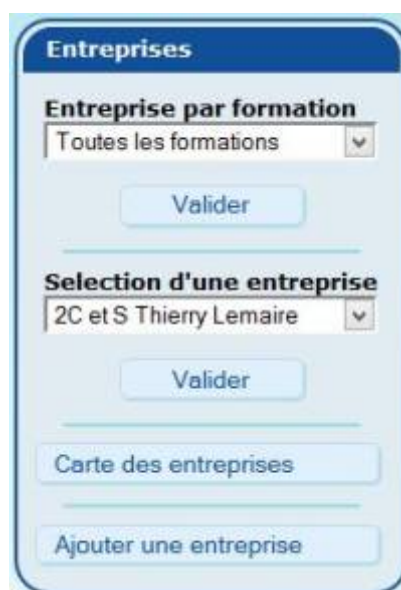 Entreprises
Entreprise par formation
Toutes les formations
Valider
Selection d'une entreprise
2C et S Thierry Lemaire
Valider
Carte des entreprises
Ajouter une entreprise